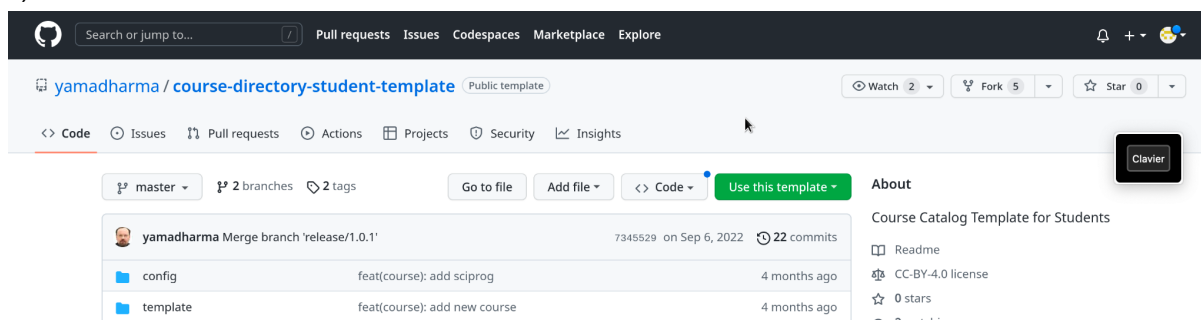 Search or jump to... / Pull requests Issues Codespaces Marketplace Explore
yamadharma / course-directory-student-template Public template Watch 2 Fork 5 Star 0
<> Code Issues Pull requests Actions Projects Security Insights
Clavier
master 2 branches 2 tags Go to file Add file <> Code Use this template About
Course Catalog Template for Students
yamadharma Merge branch 'release/1.0.1' 7345529 on Sep 6, 2022 22 commits
Readme
config feat(course): add sciprog 4 months ago
CC-BY-4.0 license
0 stars
template feat(course): add new course 4 months ago